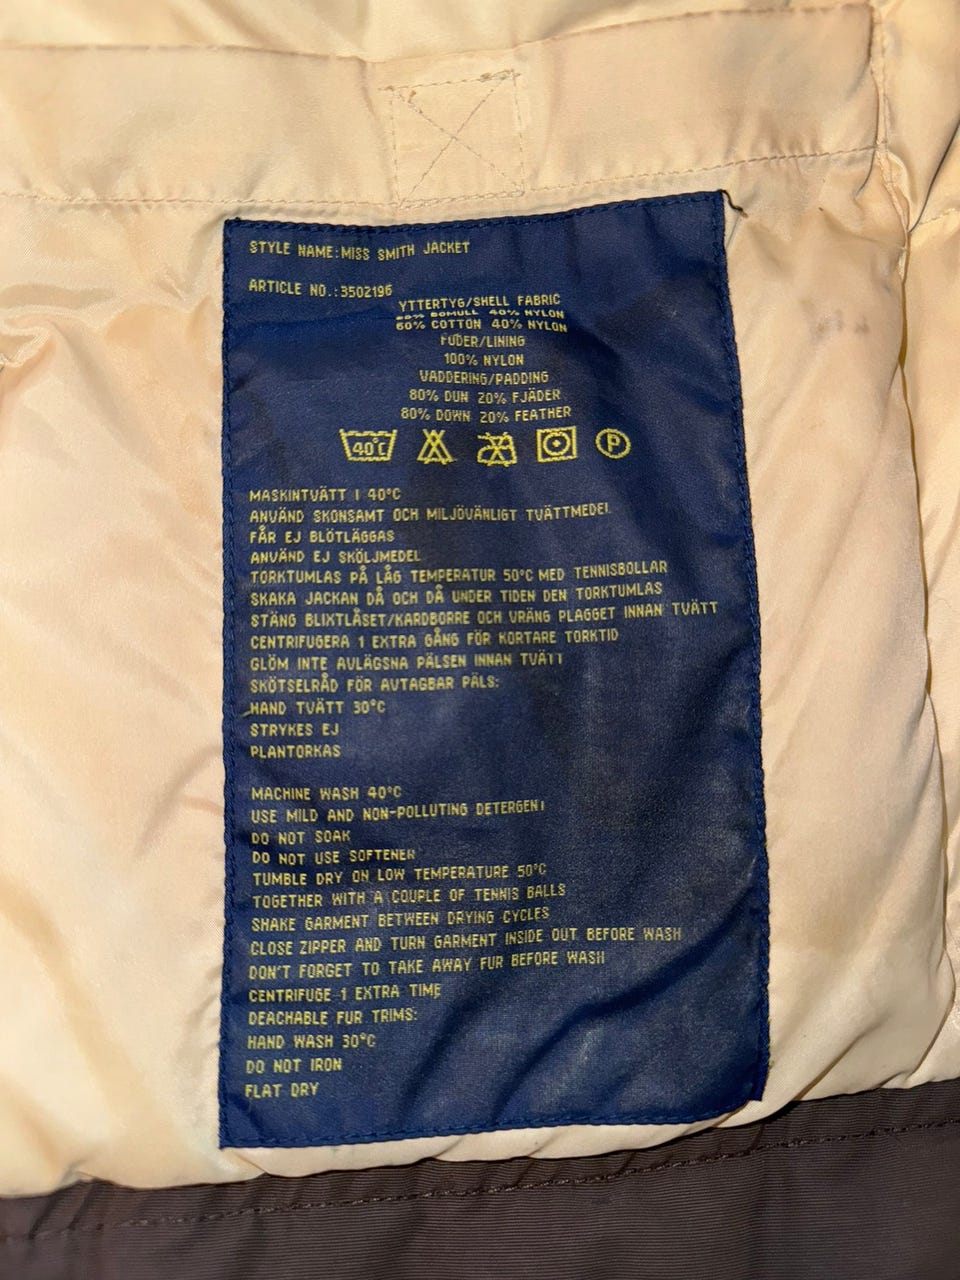 STYLE NAME:MISS SMITH JACKET
ARTICLE NO.:3502196
YTTERTYG/SHELL FABRIC
60% BOMULL 40% NYLON
60% COTTON 40% NYLON
FODER/LINING
100% NYLON
VADDERING/PADDING
80% DUN 20% FJÄDER
80% DOWN 20% FEATHER
40°C P
MASKINTVÄTT I 40°C
ANVÄND SKONSAMT OCH MILJÖVÄNLIGT TVÄTTMEDEL
FÅR EJ BLÖTLÄGGAS
ANVÄND EJ SKÖLJMEDEL
TORKTUMLAS PÅ LÅG TEMPERATUR 50°C MED TENNISBOLLAR
SKAKA JACKAN DÅ OCH DÅ UNDER TIDEN DEN TORKTUMLAS
STÄNG BLIXTLÅSET/KARDBORRE OCH VRÄNG PLAGGET INNAN TVÄTT
CENTRIFUGERA 1 EXTRA GÅNG FÖR KORTARE TORKTID
GLÖM INTE AVLÄGSNA PÄLSEN INNAN TVÄTT
SKÖTSELRÅD FÖR AVTAGBAR PÄLS:
HAND TVÄTT 30°C
STRYKES EJ
PLANTORKAS
MACHINE WASH 40°C
USE MILD AND NON-POLLUTING DETERGENT
DO NOT SOAK
DO NOT USE SOFTENER
TUMBLE DRY ON LOW TEMPERATURE 50°C
TOGETHER WITH A COUPLE OF TENNIS BALLS
SHAKE GARMENT BETWEEN DRYING CYCLES
CLOSE ZIPPER AND TURN GARMENT INSIDE OUT BEFORE WASH
DON'T FORGET TO TAKE AWAY FUR BEFORE WASH
CENTRIFUGE 1 EXTRA TIME
DEACHABLE FUR TRIMS:
HAND WASH 30°C
DO NOT IRON
FLAT DRY